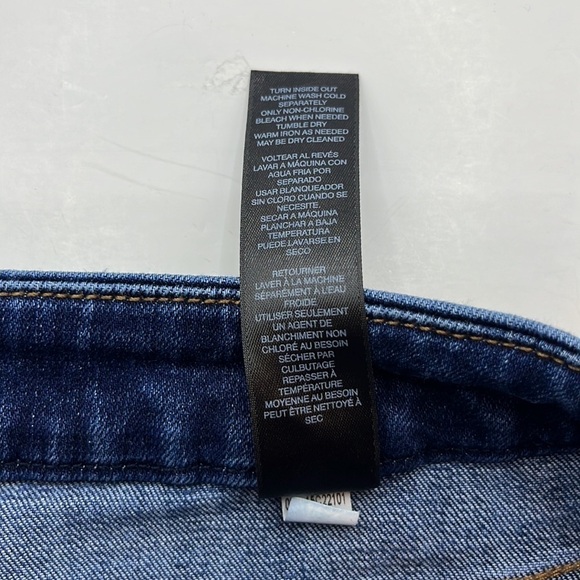 TURN INSIDE OUT
MACHINE WASH COLD
SEPARATELY
ONLY NON-CHLORINE
BLEACH WHEN NEEDED
TUMBLE DRY
WARM IRON AS NEEDED
MAY BE DRY CLEANED
VOLTEAR AL REVÉS
LAVAR A MÁQUINA CON
AGUA FRIA POR
SEPARADO
USAR BLANQUEADOR
SIN CLORO CUANDO SE
NECESITE.
SECAR A MÁQUINA
PLANCHAR A BAJA
TEMPERATURA
PUEDE LAVARSE EN
SECO
RETOURNER
LAVER À LA MACHINE
SÉPARÉMENT À L'EAU
FROIDE
UTILISER SEULEMENT
UN AGENT DE
BLANCHIMENT NON
CHLORÉ AU BESOIN
SÉCHER PAR
CULBUTAGE
REPASSER À
TEMPÉRATURE
MOYENNE AU BESOIN
PEUT ÊTRE NETTOYÉ À
SEC
22101